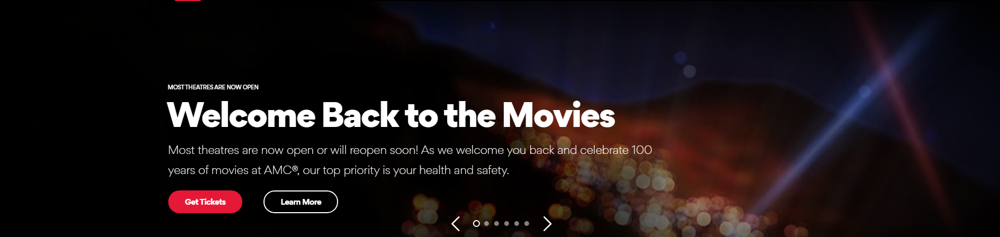 MOST THEATRES ARE NOW OPEN
Welcome Back to the Movies
Most theatres are now open or will reopen soon! As we welcome you back and celebrate 100
years of movies at AMC®, our top priority is your health and safety.
Get Tickets Learn More